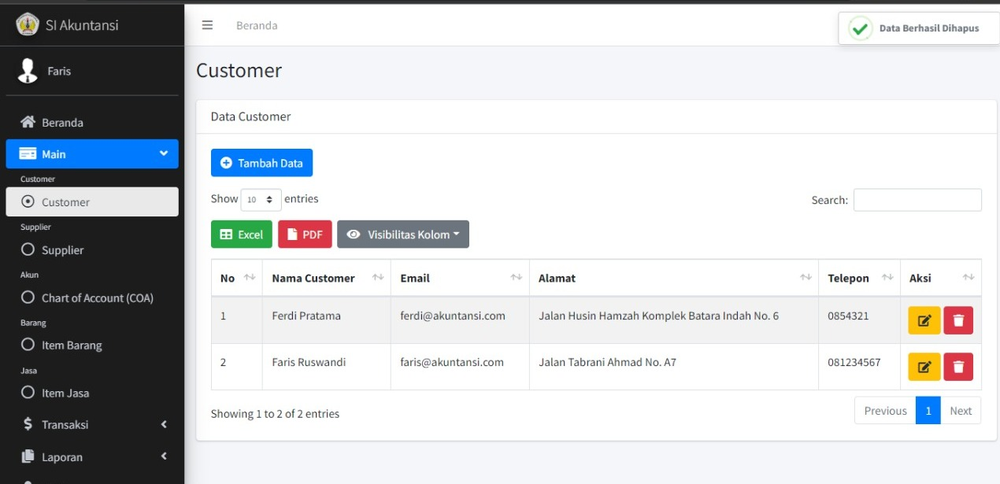 SI Akuntansi
Beranda
Data Berhasil Dihapus
Faris
Beranda
Main
Customer
Customer
Supplier
Supplier
Akun
Chart of Account (COA)
Barang
Item Barang
Jasa
Item Jasa
Transaksi
Laporan
Customer
Data Customer
Tambah Data
Show 10 entries
Search:
Excel PDF Visibilitas Kolom
No Nama Customer Email Alamat Telepon Aksi
1 Ferdi Pratama ferdi@akuntansi.com Jalan Husin Hamzah Komplek Batara Indah No. 6 0854321
2 Faris Ruswandi faris@akuntansi.com Jalan Tabrani Ahmad No. A7 081234567
Showing 1 to 2 of 2 entries
Previous 1 Next